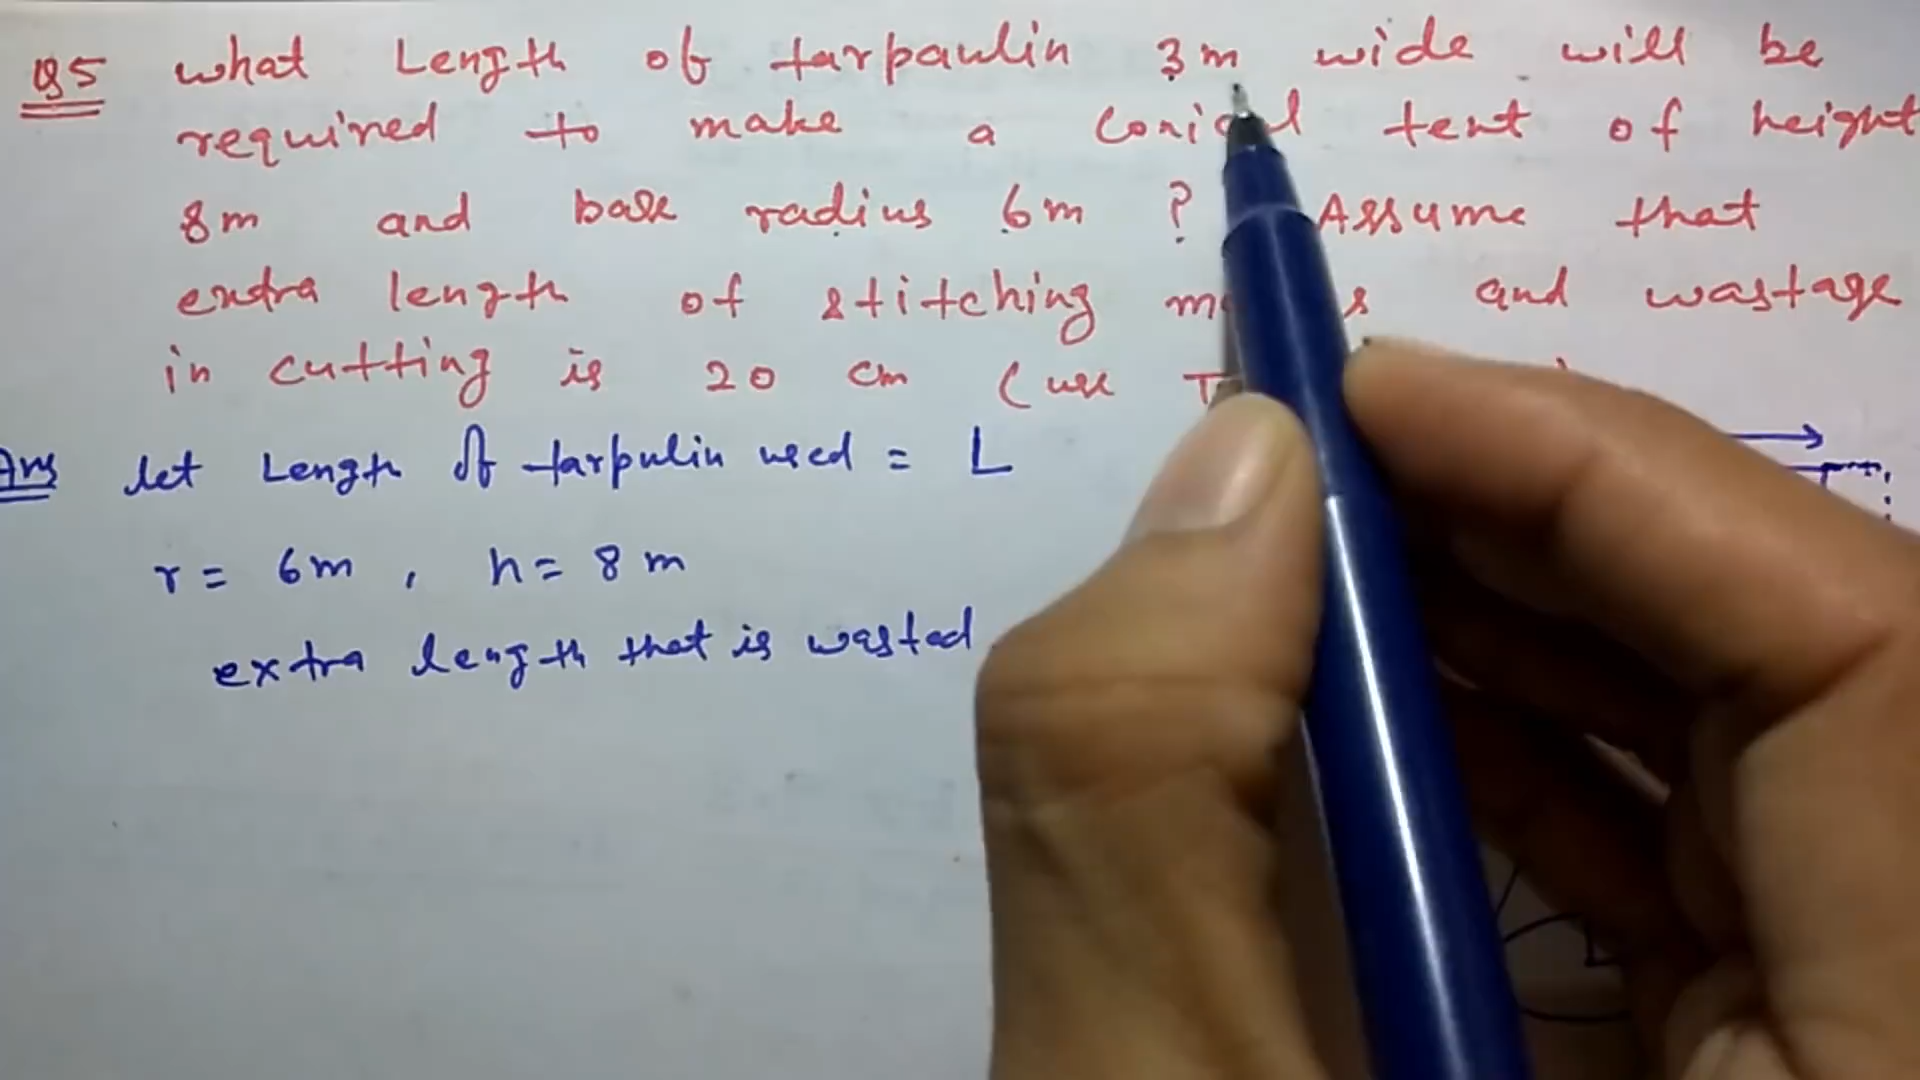 Q5 what Length of tarpaulin 3m wide will be
required to make a conical tent of height
8m and base radius 6m ? Assume that
extra length of stitching and wastage
in cutting is 20 cm (use
Ans let Length of tarpulin used = L
r = 6m , h = 8 m
extra length that is wasted